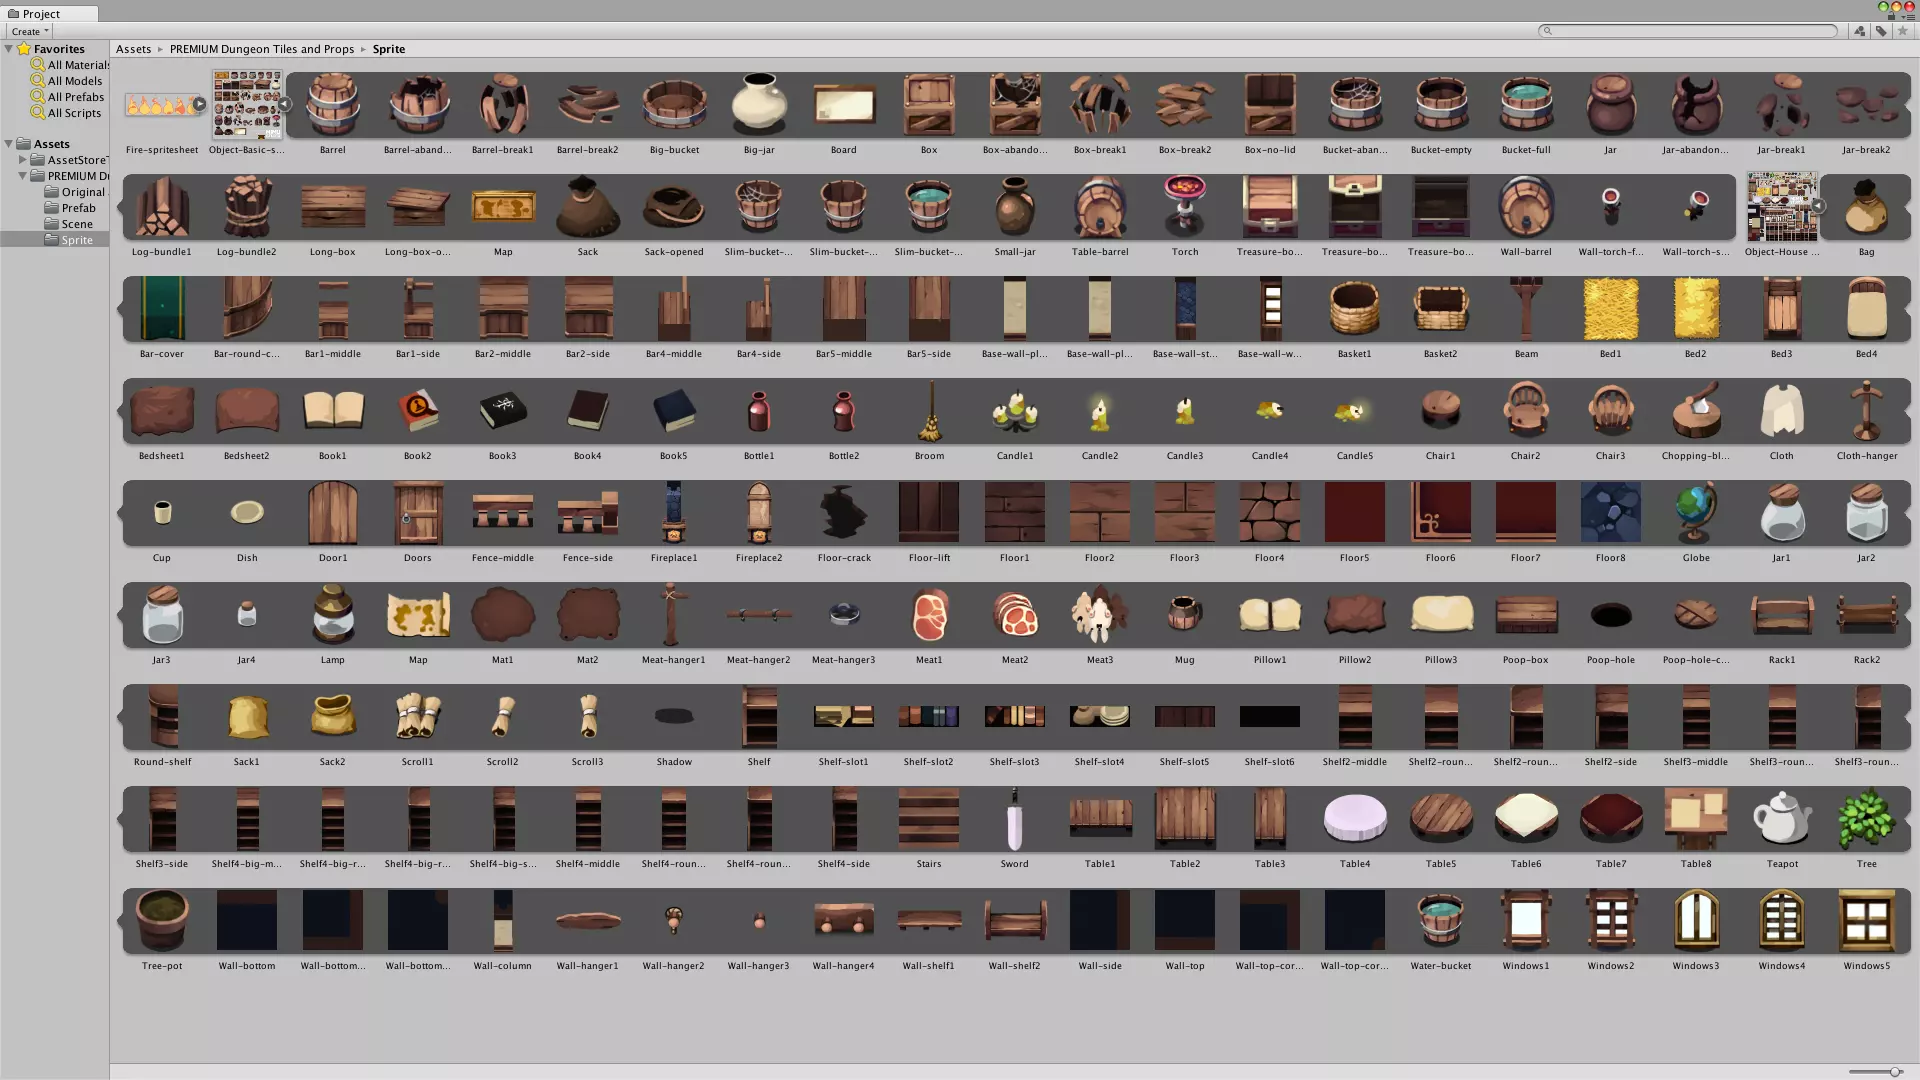 Project
Create
Favorites
All Materials
All Models
All Prefabs
All Scripts
Assets
AssetStoreT
PREMIUM Du
Original
Prefab
Scene
Sprite
Assets ▸ PREMIUM Dungeon Tiles and Props ▸ Sprite
Fire-spritesheet Object-Basic-s... Barrel Barrel-aband... Barrel-break1 Barrel-break2 Big-bucket Big-jar Board Box Box-abando... Box-break1 Box-break2 Box-no-lid Bucket-aban... Bucket-empty Bucket-full Jar Jar-abandon... Jar-break1 Jar-break2
Log-bundle1 Log-bundle2 Long-box Long-box-o... Map Sack Sack-opened Slim-bucket-... Slim-bucket-... Slim-bucket-... Small-jar Table-barrel Torch Treasure-bo... Treasure-bo... Treasure-bo... Wall-barrel Wall-torch-f... Wall-torch-s... Object-House ... Bag
Bar-cover Bar-round-c... Bar1-middle Bar1-side Bar2-middle Bar2-side Bar4-middle Bar4-side Bar5-middle Bar5-side Base-wall-pl... Base-wall-pl... Base-wall-st... Base-wall-w... Basket1 Basket2 Beam Bed1 Bed2 Bed3 Bed4
Bedsheet1 Bedsheet2 Book1 Book2 Book3 Book4 Book5 Bottle1 Bottle2 Broom Candle1 Candle2 Candle3 Candle4 Candle5 Chair1 Chair2 Chair3 Chopping-bl... Cloth Cloth-hanger
Cup Dish Door1 Doors Fence-middle Fence-side Fireplace1 Fireplace2 Floor-crack Floor-lift Floor1 Floor2 Floor3 Floor4 Floor5 Floor6 Floor7 Floor8 Globe Jar1 Jar2
Jar3 Jar4 Lamp Map Mat1 Mat2 Meat-hanger1 Meat-hanger2 Meat-hanger3 Meat1 Meat2 Meat3 Mug Pillow1 Pillow2 Pillow3 Poop-box Poop-hole Poop-hole-c... Rack1 Rack2
Round-shelf Sack1 Sack2 Scroll1 Scroll2 Scroll3 Shadow Shelf Shelf-slot1 Shelf-slot2 Shelf-slot3 Shelf-slot4 Shelf-slot5 Shelf-slot6 Shelf2-middle Shelf2-roun... Shelf2-roun... Shelf2-side Shelf3-middle Shelf3-roun... Shelf3-roun...
Shelf3-side Shelf4-big-m... Shelf4-big-r... Shelf4-big-r... Shelf4-big-s... Shelf4-middle Shelf4-roun... Shelf4-roun... Shelf4-side Stairs Sword Table1 Table2 Table3 Table4 Table5 Table6 Table7 Table8 Teapot Tree
Tree-pot Wall-bottom Wall-bottom... Wall-bottom... Wall-column Wall-hanger1 Wall-hanger2 Wall-hanger3 Wall-hanger4 Wall-shelf1 Wall-shelf2 Wall-side Wall-top Wall-top-cor... Wall-top-cor... Water-bucket Windows1 Windows2 Windows3 Windows4 Windows5